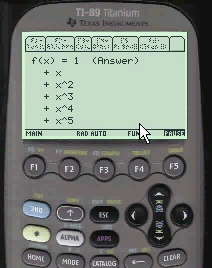 TI-89 Titanium
TEXAS INSTRUMENTS
f(x) = 1 (Answer)
+ x
+ x^2
+ x^3
+ x^4
+ x^5
MAIN RAD AUTO FUN PAUSE
F1 F2 F3 F4 F5
2ND ESC
ALPHA APPS
HOME MODE CATALOG CLEAR